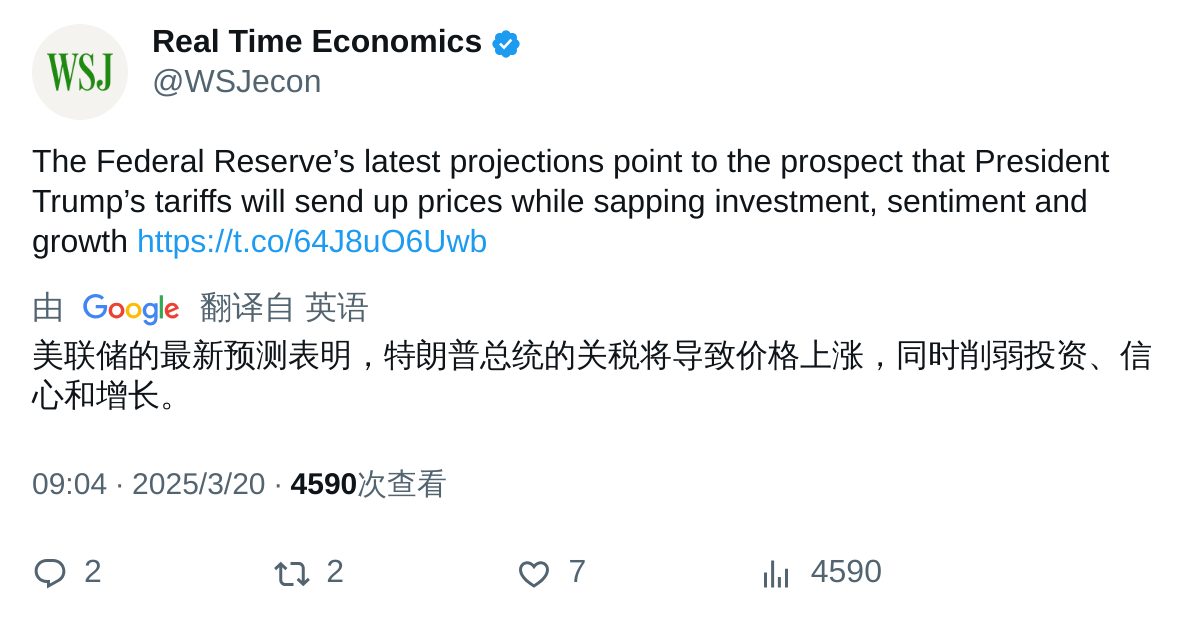 WSJ
Real Time Economics
@WSJecon
The Federal Reserve’s latest projections point to the prospect that President
Trump’s tariffs will send up prices while sapping investment, sentiment and
growth https://t.co/64J8uO6Uwb
由 Google 翻译自 英语
美联储的最新预测表明，特朗普总统的关税将导致价格上涨，同时削弱投资、信
心和增长。
09:04 · 2025/3/20 · 4590次查看
2 2 7 4590